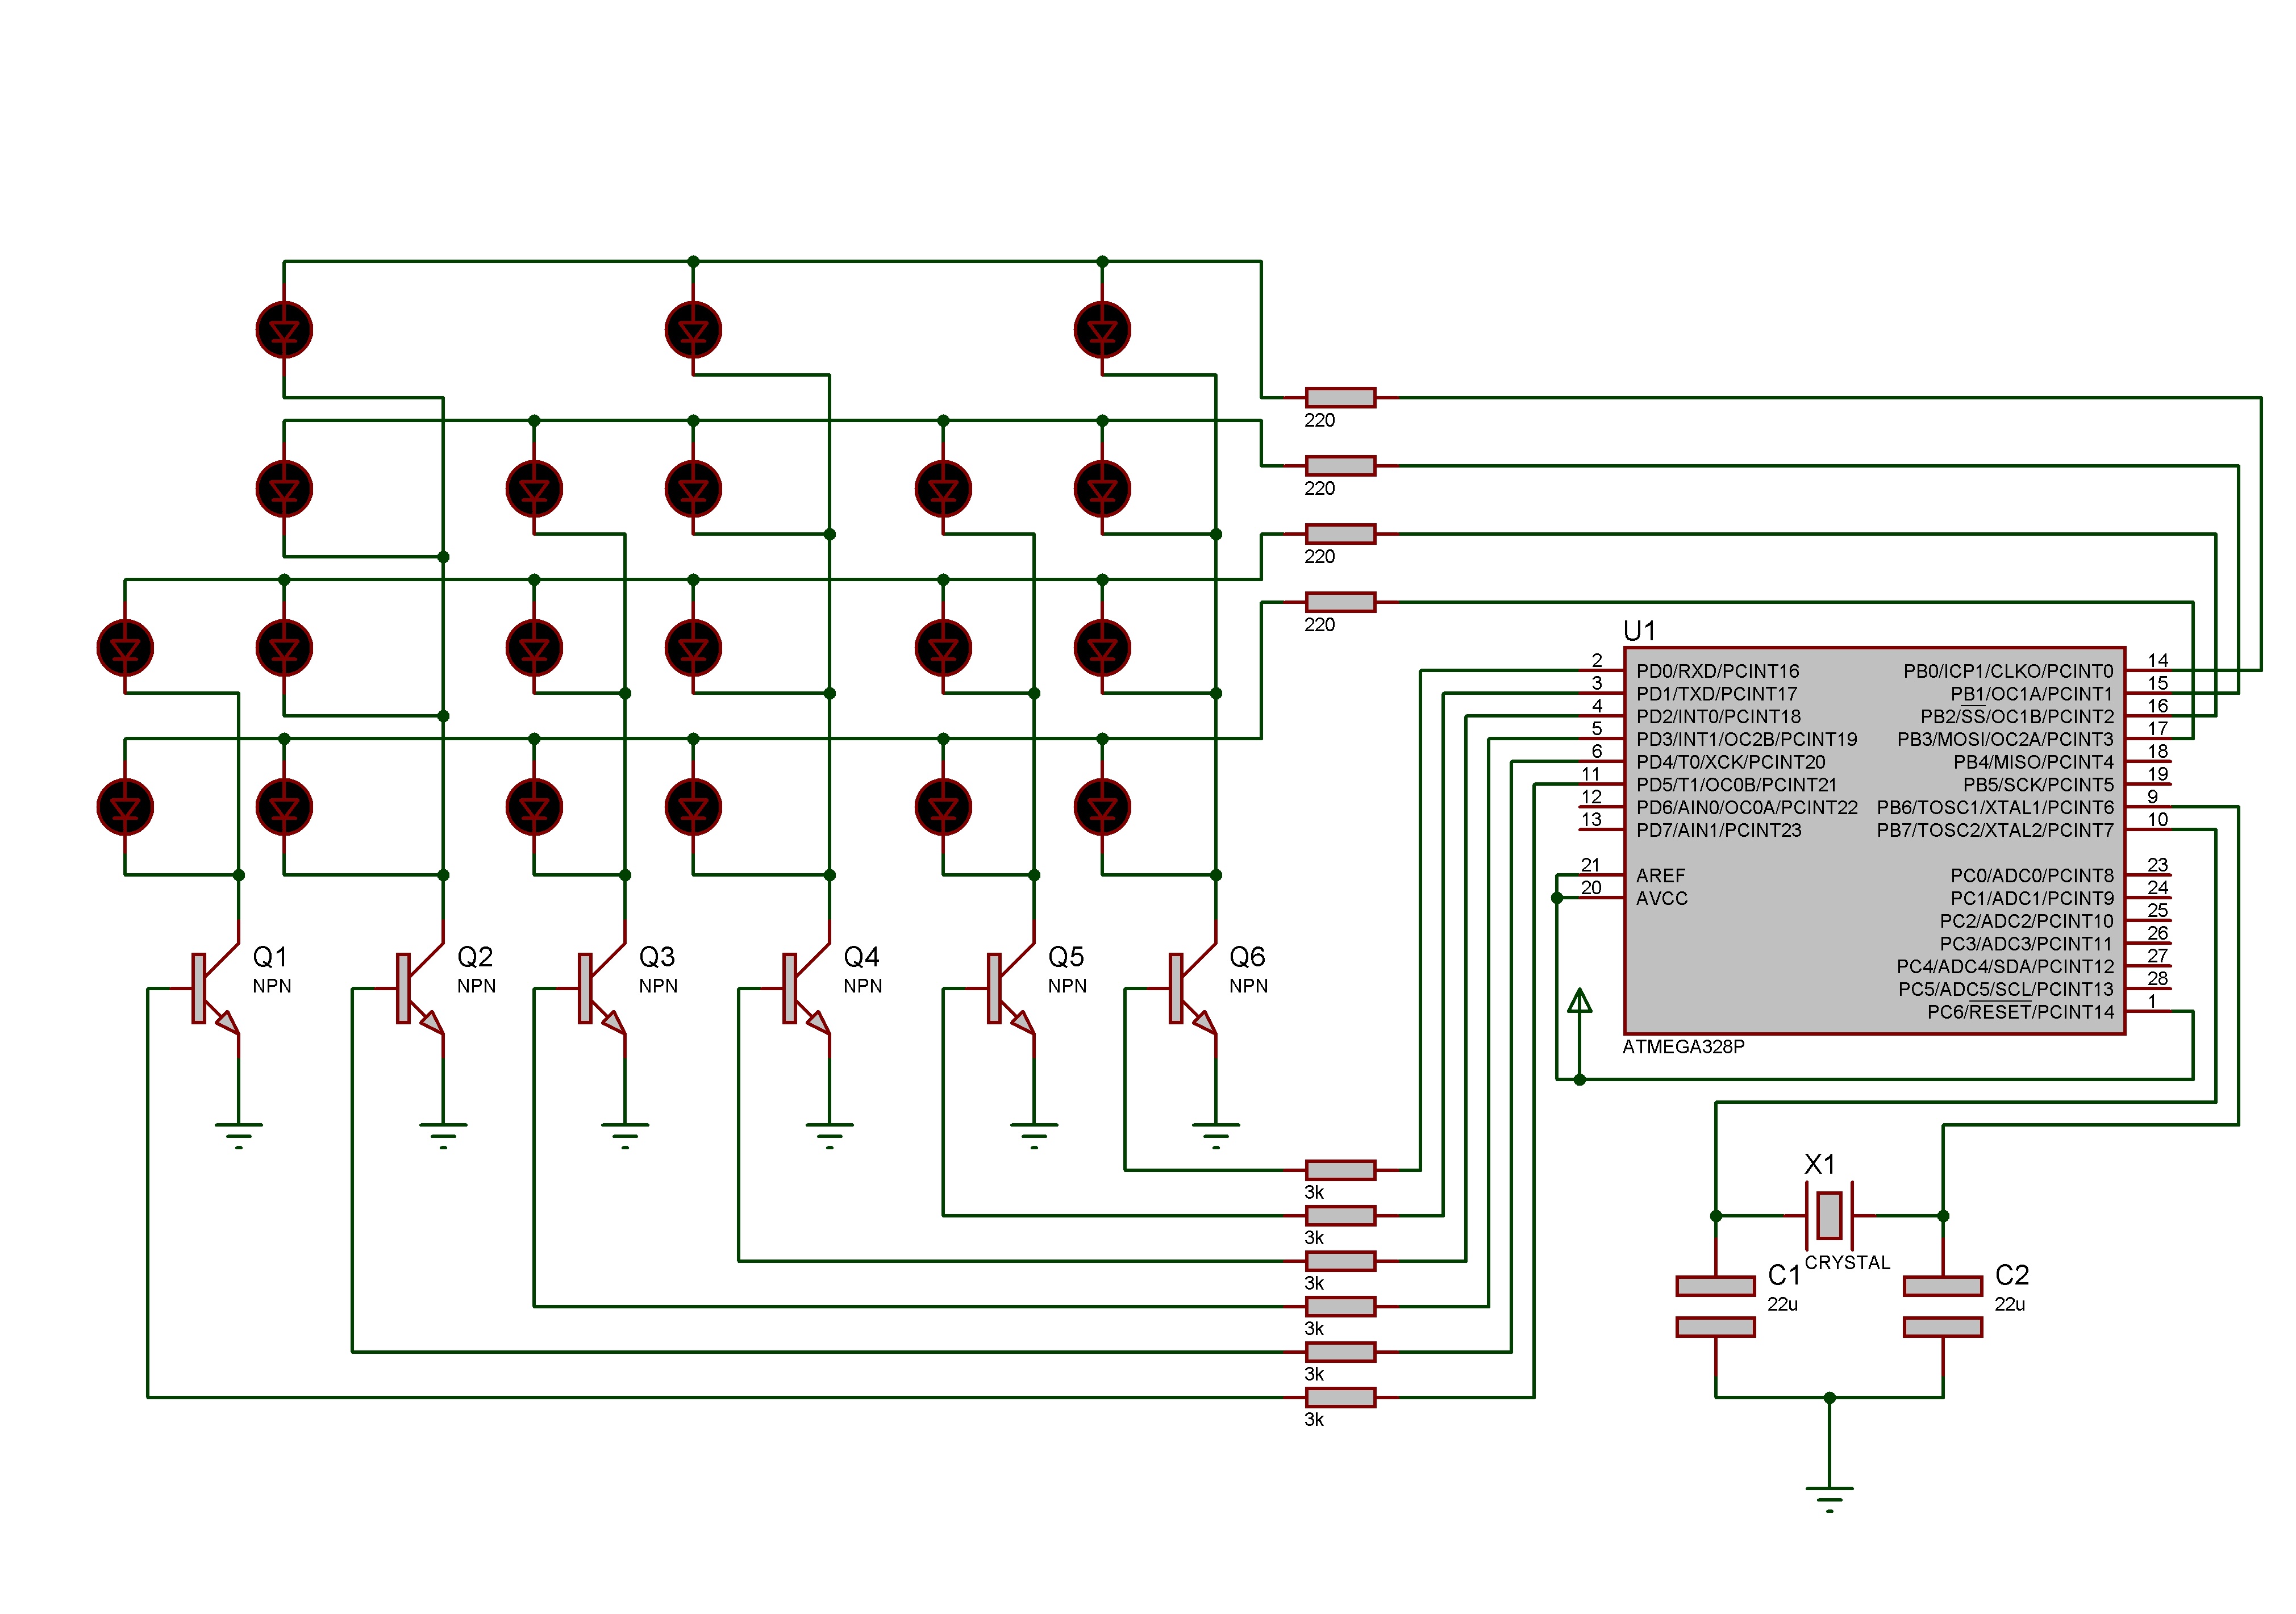 220
220
220
220
U1
2
3
4
5
6
11
12
13
21
20
PD0/RXD/PCINT16
PD1/TXD/PCINT17
PD2/INT0/PCINT18
PD3/INT1/OC2B/PCINT19
PD4/T0/XCK/PCINT20
PD5/T1/OC0B/PCINT21
PD6/AIN0/OC0A/PCINT22
PD7/AIN1/PCINT23
AREF
AVCC
PB0/ICP1/CLKO/PCINT0
PB1/OC1A/PCINT1
PB2/SS/OC1B/PCINT2
PB3/MOSI/OC2A/PCINT3
PB4/MISO/PCINT4
PB5/SCK/PCINT5
PB6/TOSC1/XTAL1/PCINT6
PB7/TOSC2/XTAL2/PCINT7
PC0/ADC0/PCINT8
PC1/ADC1/PCINT9
PC2/ADC2/PCINT10
PC3/ADC3/PCINT11
PC4/ADC4/SDA/PCINT12
PC5/ADC5/SCL/PCINT13
PC6/RESET/PCINT14
14
15
16
17
18
19
9
10
23
24
25
26
27
28
1
ATMEGA328P
Q1
NPN
Q2
NPN
Q3
NPN
Q4
NPN
Q5
NPN
Q6
NPN
3k
3k
3k
3k
3k
3k
X1
CRYSTAL
C1
22u
C2
22u